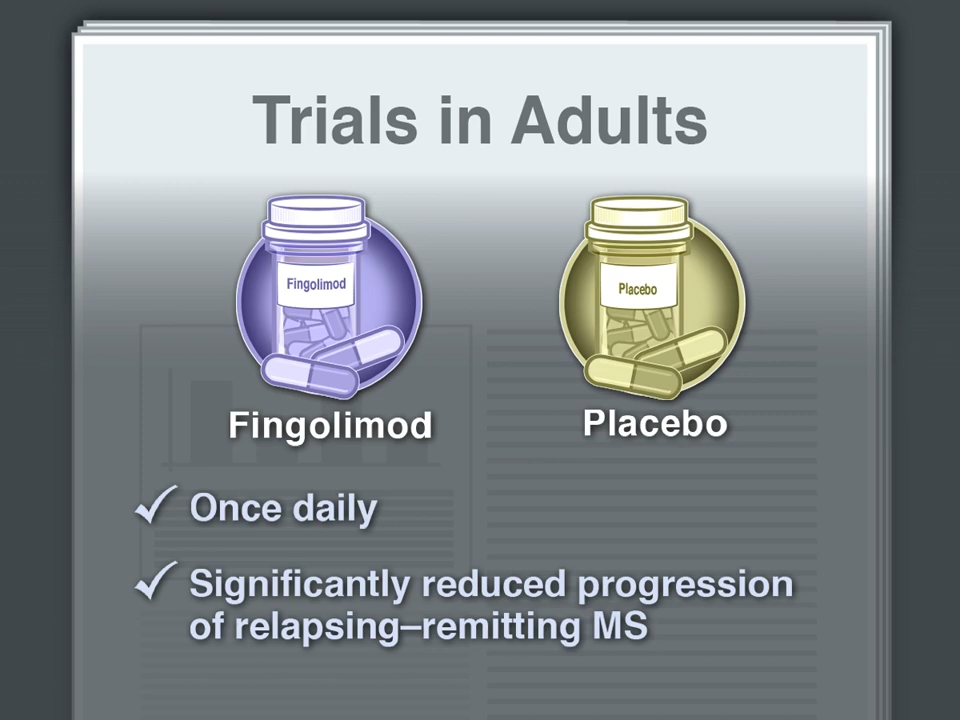 Trials in Adults
Fingolimod
Placebo
Fingolimod
Placebo
Once daily
Significantly reduced progression
of relapsing–remitting MS